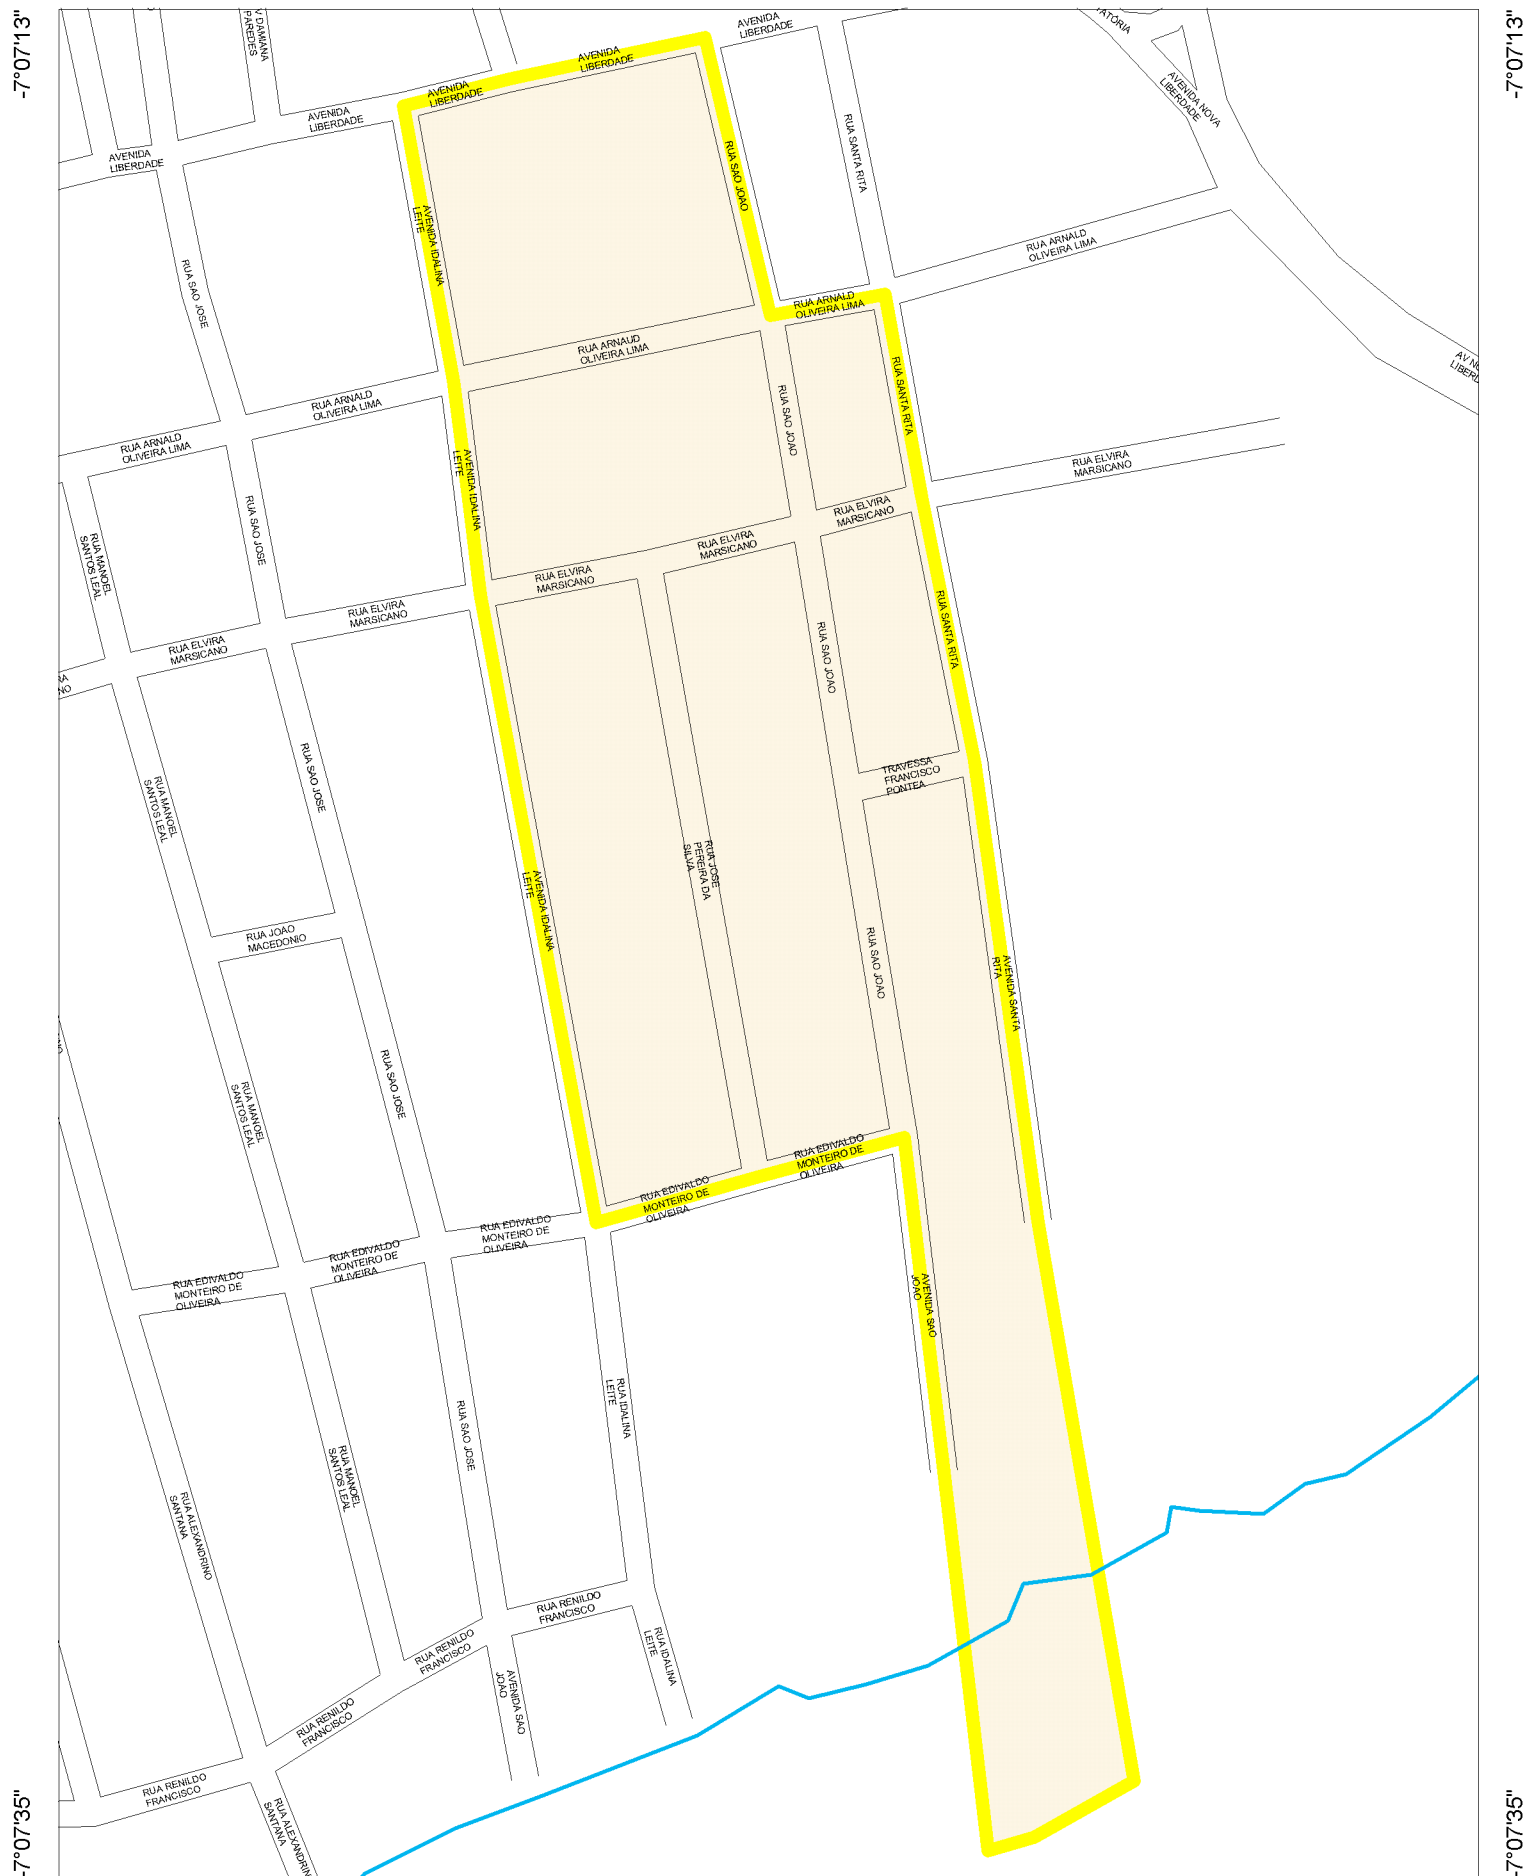 -7°07'13"
-7°07'13"
AV DAMIANA
PAREDES
AVENIDA
LIBERDADE
AVENIDA
LIBERDADE
AVENIDA
LIBERDADE
AVENIDA
LIBERDADE
AVENIDA
LIBERDADE
AVENIDA NOVA
LIBERDADE
RUA SAO JOAO
RUA SANTA RITA
AVENIDA IDALINA
LEITE
RUA SAO JOSE
RUA ARNALD
OLIVEIRA LIMA
RUA ARNALD
OLIVEIRA LIMA
RUA ARNAUD
OLIVEIRA LIMA
RUA ARNALD
OLIVEIRA LIMA
RUA ARNALD
OLIVEIRA LIMA
RUA SANTA RITA
RUA SAO JOAO
AVENIDA IDALINA
LEITE
RUA SAO JOSE
RUA MANOEL
SANTOS LEAL
RUA ELVIRA
MARSICANO
RUA ELVIRA
MARSICANO
RUA ELVIRA
MARSICANO
RUA ELVIRA
MARSICANO
RUA ELVIRA
MARSICANO
RUA ELVIRA
MARSICANO
RUA SANTA RITA
RUA SAO JOAO
RUA SAO JOSE
RUA MANOEL
SANTOS LEAL
TRAVESSA
FRANCISCO
PONTEA
RUA JOSE
PEREIRA DA
SILVA
AVENIDA IDALINA
LEITE
RUA JOAO
MACEDONIO
RUA SAO JOAO
AVENIDA SANTA
RITA
RUA SAO JOSE
RUA MANOEL
SANTOS LEAL
RUA EDIVALDO
MONTEIRO DE
OLIVEIRA
RUA EDIVALDO
MONTEIRO DE
OLIVEIRA
RUA EDIVALDO
MONTEIRO DE
OLIVEIRA
RUA EDIVALDO
MONTEIRO DE
OLIVEIRA
RUA EDIVALDO
MONTEIRO DE
OLIVEIRA
AVENIDA SAO
JOAO
RUA IDALINA
LEITE
RUA SAO JOSE
RUA MANOEL
SANTOS LEAL
RUA ALEXANDRINO
SANTANA
RUA RENILDO
FRANCISCO
RUA RENILDO
FRANCISCO
RUA IDALINA
LEITE
AVENIDA SAO
JOAO
RUA RENILDO
FRANCISCO
RUA RENILDO
FRANCISCO
RUA ALEXANDRIN
SANTANA
-7°07'35"
-7°07'35"